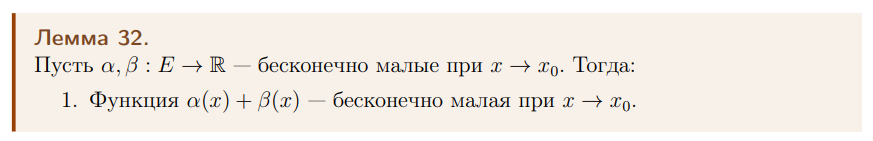 Лемма 32.
Пусть α, β : E → ℝ — бесконечно малые при x → x₀. Тогда:
1. Функция α(x) + β(x) — бесконечно малая при x → x₀.